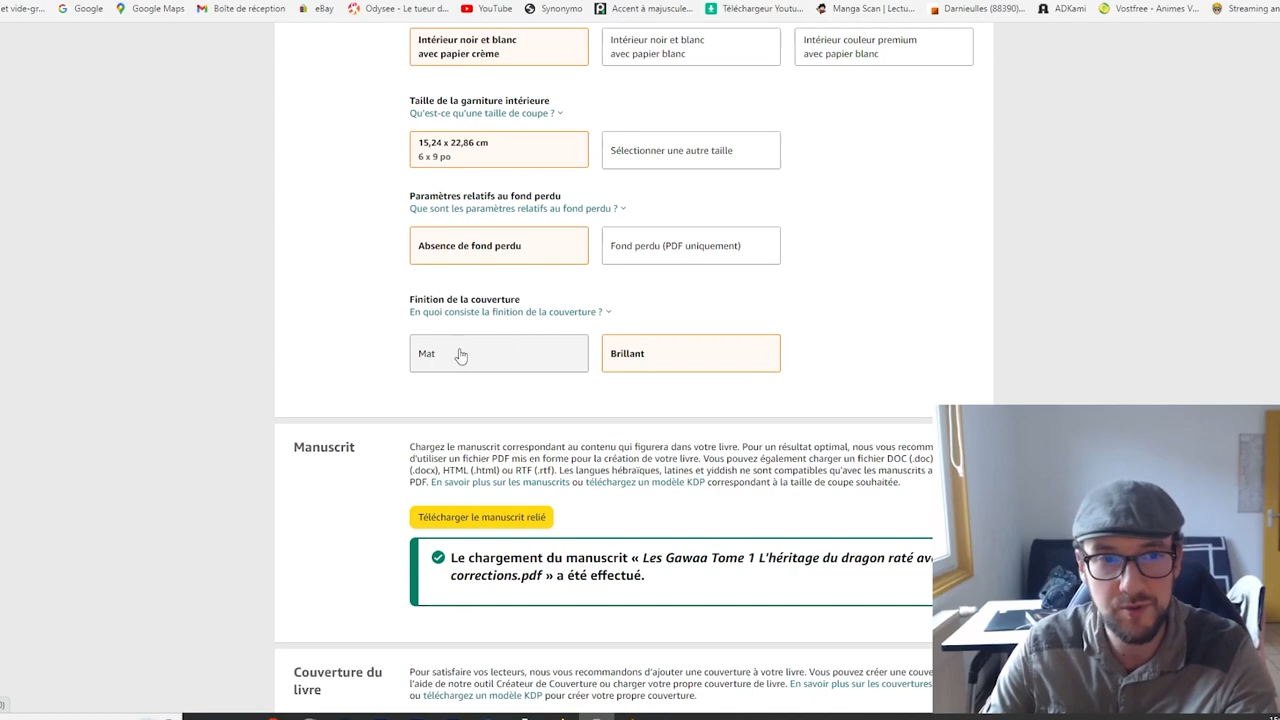 et vide-gr... Google Google Maps Boîte de réception eBay Odysee - Le tueur d... YouTube Synonymo Accent à majuscule... Téléchargeur Youtu... Manga Scan | Lectu... Darnieulles (88390)... ADKami Vostfree - Animes V... Streaming an
Intérieur noir et blanc
avec papier crème
Intérieur noir et blanc
avec papier blanc
Intérieur couleur premium
avec papier blanc
Taille de la garniture intérieure
Qu'est-ce qu'une taille de coupe ?
15,24 x 22,86 cm
6 x 9 po
Sélectionner une autre taille
Paramètres relatifs au fond perdu
Que sont les paramètres relatifs au fond perdu ?
Absence de fond perdu
Fond perdu (PDF uniquement)
Finition de la couverture
En quoi consiste la finition de la couverture ?
Mat
Brillant
Manuscrit
Chargez le manuscrit correspondant au contenu qui figurera dans votre livre. Pour un résultat optimal, nous vous recomm
d'utiliser un fichier PDF mis en forme pour la création de votre livre. Vous pouvez également charger un fichier DOC (.doc)
(.docx), HTML (.html) ou RTF (.rtf). Les langues hébraïques, latines et yiddish ne sont compatibles qu'avec les manuscrits a
PDF. En savoir plus sur les manuscrits ou téléchargez un modèle KDP correspondant à la taille de coupe souhaitée.
Télécharger le manuscrit relié
Le chargement du manuscrit « Les Gawaa Tome 1 L'héritage du dragon raté av
corrections.pdf » a été effectué.
Couverture du
livre
Pour satisfaire vos lecteurs, nous vous recommandons d'ajouter une couverture à votre livre. Vous pouvez créer une couve
l'aide de notre outil Créateur de Couverture ou charger votre propre couverture de livre. En savoir plus sur les couvertures
ou téléchargez un modèle KDP pour créer votre propre couverture.